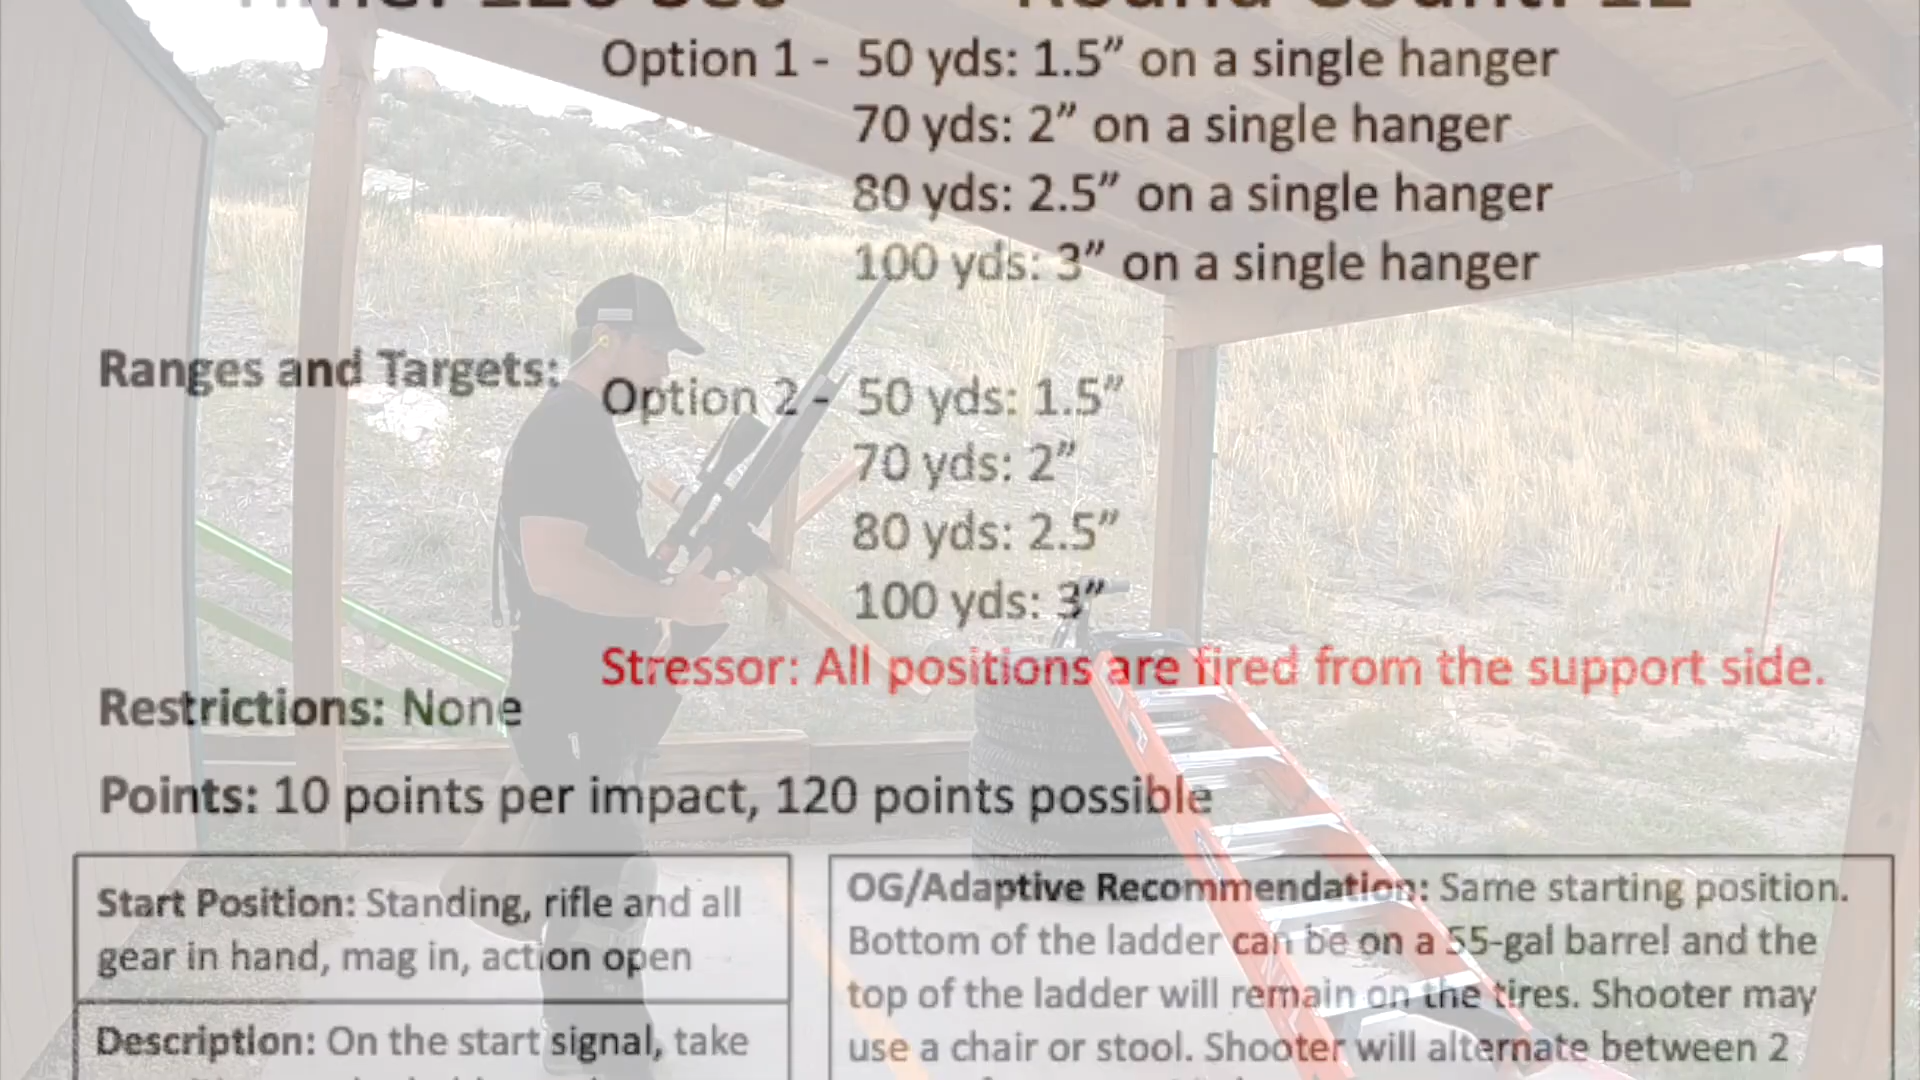 Time: 120 Sec Round Count: 12
Option 1 - 50 yds: 1.5” on a single hanger
70 yds: 2” on a single hanger
80 yds: 2.5” on a single hanger
100 yds: 3” on a single hanger
Ranges and Targets:
Option 2 - 50 yds: 1.5”
70 yds: 2”
80 yds: 2.5”
100 yds: 3”
Stressor: All positions are fired from the support side.
Restrictions: None
Points: 10 points per impact, 120 points possible
Start Position: Standing, rifle and all
gear in hand, mag in, action open
Description: On the start signal, take
OG/Adaptive Recommendation: Same starting position.
Bottom of the ladder can be on a 55-gal barrel and the
top of the ladder will remain on the tires. Shooter may
use a chair or stool. Shooter will alternate between 2